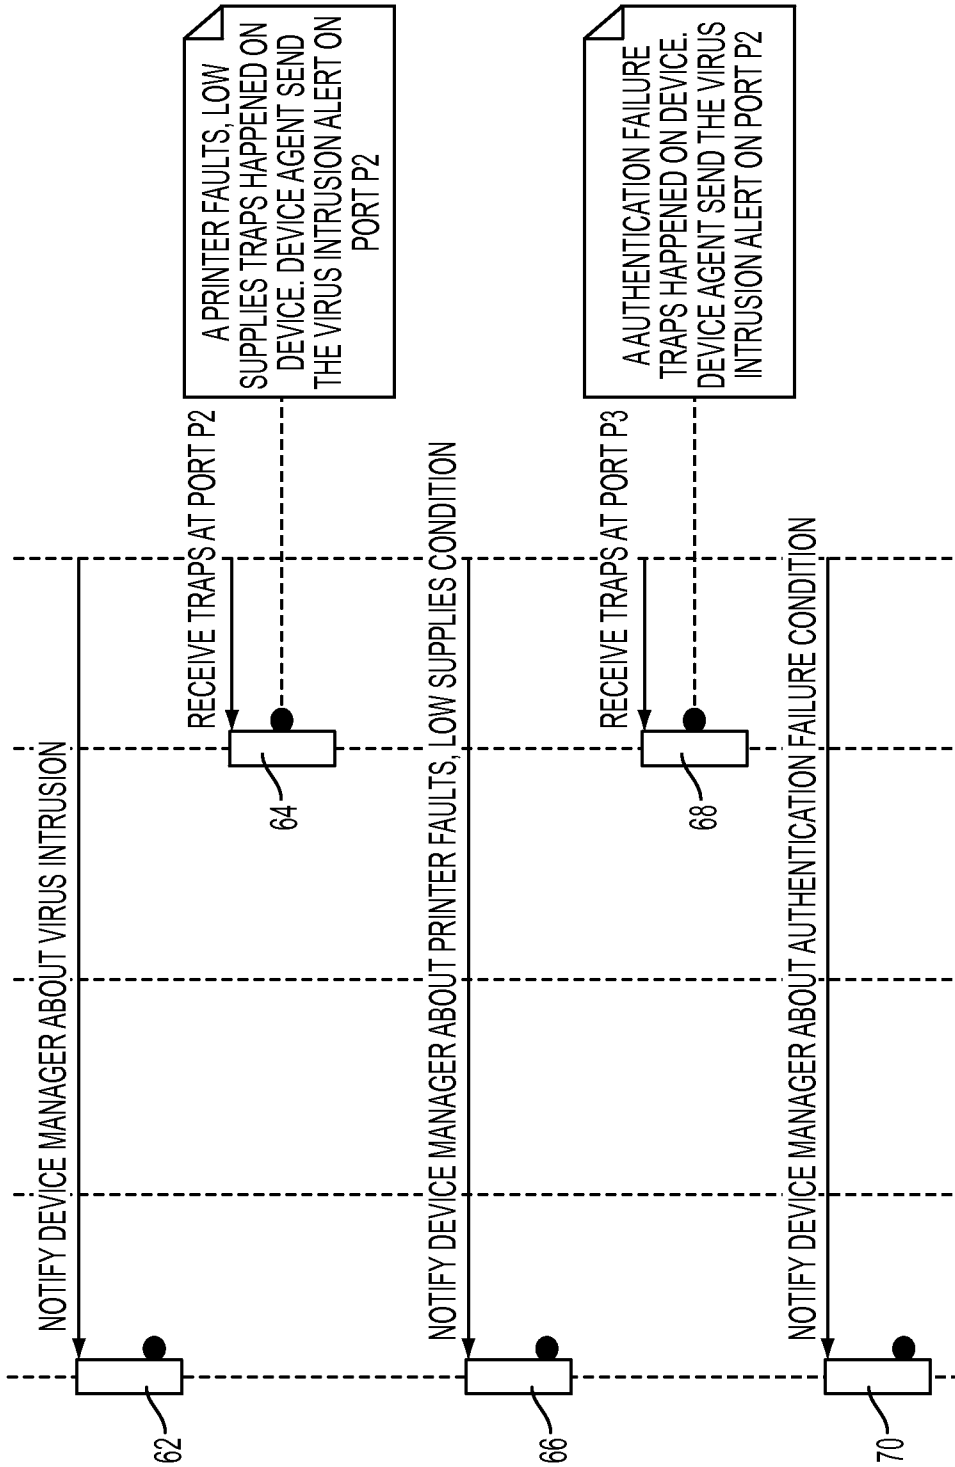 NOTIFY DEVICE MANAGER ABOUT VIRUS INTRUSION
62
RECEIVE TRAPS AT PORT P2
64
A PRINTER FAULTS, LOW
SUPPLIES TRAPS HAPPENED ON
DEVICE. DEVICE AGENT SEND
THE VIRUS INTRUSION ALERT ON
PORT P2
NOTIFY DEVICE MANAGER ABOUT PRINTER FAULTS, LOW SUPPLIES CONDITION
66
RECEIVE TRAPS AT PORT P3
68
A AUTHENTICATION FAILURE
TRAPS HAPPENED ON DEVICE.
DEVICE AGENT SEND THE VIRUS
INTRUSION ALERT ON PORT P2
NOTIFY DEVICE MANAGER ABOUT AUTHENTICATION FAILURE CONDITION
70